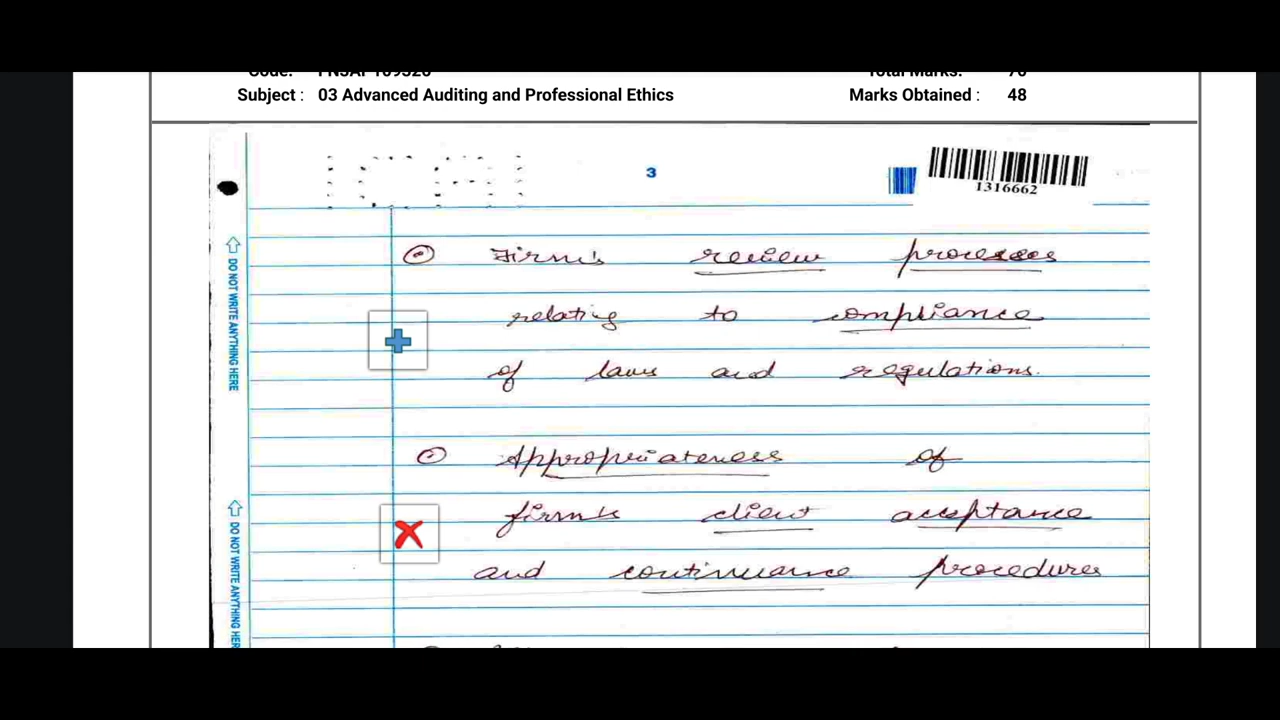 Subject : 03 Advanced Auditing and Professional Ethics Marks Obtained : 48
3
1316662
Firm's review processes
relating to compliance
of laws and regulations.
Appropriateness of
firm's client acceptance
and continuance procedures
DO NOT WRITE ANYTHING HERE
DO NOT WRITE ANYTHING HERE